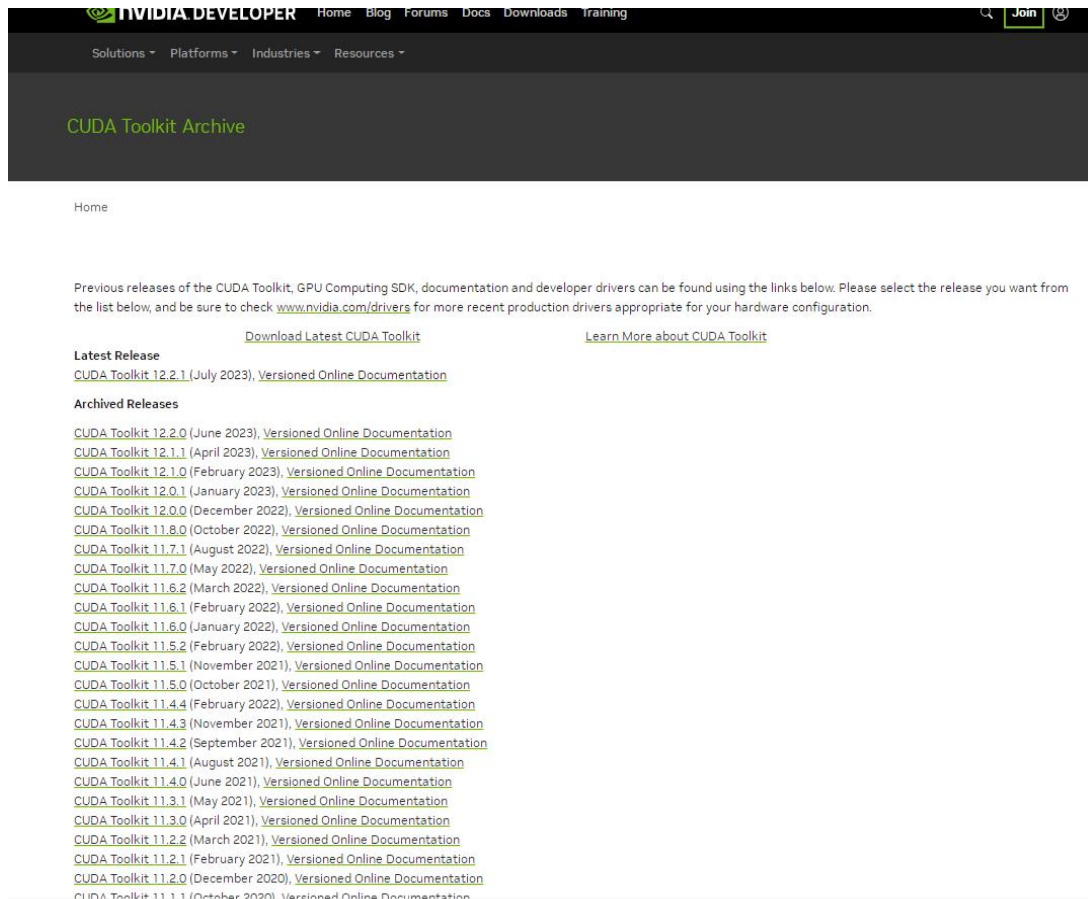 NVIDIA DEVELOPER Home Blog Forums Docs Downloads Training Join
Solutions Platforms Industries Resources
CUDA Toolkit Archive
Home
Previous releases of the CUDA Toolkit, GPU Computing SDK, documentation and developer drivers can be found using the links below. Please select the release you want from
the list below, and be sure to check www.nvidia.com/drivers for more recent production drivers appropriate for your hardware configuration.
Download Latest CUDA Toolkit Learn More about CUDA Toolkit
Latest Release
CUDA Toolkit 12.2.1 (July 2023), Versioned Online Documentation
Archived Releases
CUDA Toolkit 12.2.0 (June 2023), Versioned Online Documentation
CUDA Toolkit 12.1.1 (April 2023), Versioned Online Documentation
CUDA Toolkit 12.1.0 (February 2023), Versioned Online Documentation
CUDA Toolkit 12.0.1 (January 2023), Versioned Online Documentation
CUDA Toolkit 12.0.0 (December 2022), Versioned Online Documentation
CUDA Toolkit 11.8.0 (October 2022), Versioned Online Documentation
CUDA Toolkit 11.7.1 (August 2022), Versioned Online Documentation
CUDA Toolkit 11.7.0 (May 2022), Versioned Online Documentation
CUDA Toolkit 11.6.2 (March 2022), Versioned Online Documentation
CUDA Toolkit 11.6.1 (February 2022), Versioned Online Documentation
CUDA Toolkit 11.6.0 (January 2022), Versioned Online Documentation
CUDA Toolkit 11.5.2 (February 2022), Versioned Online Documentation
CUDA Toolkit 11.5.1 (November 2021), Versioned Online Documentation
CUDA Toolkit 11.5.0 (October 2021), Versioned Online Documentation
CUDA Toolkit 11.4.4 (February 2022), Versioned Online Documentation
CUDA Toolkit 11.4.3 (November 2021), Versioned Online Documentation
CUDA Toolkit 11.4.2 (September 2021), Versioned Online Documentation
CUDA Toolkit 11.4.1 (August 2021), Versioned Online Documentation
CUDA Toolkit 11.4.0 (June 2021), Versioned Online Documentation
CUDA Toolkit 11.3.1 (May 2021), Versioned Online Documentation
CUDA Toolkit 11.3.0 (April 2021), Versioned Online Documentation
CUDA Toolkit 11.2.2 (March 2021), Versioned Online Documentation
CUDA Toolkit 11.2.1 (February 2021), Versioned Online Documentation
CUDA Toolkit 11.2.0 (December 2020), Versioned Online Documentation
CUDA Toolkit 11.1.1 (October 2020), Versioned Online Documentation